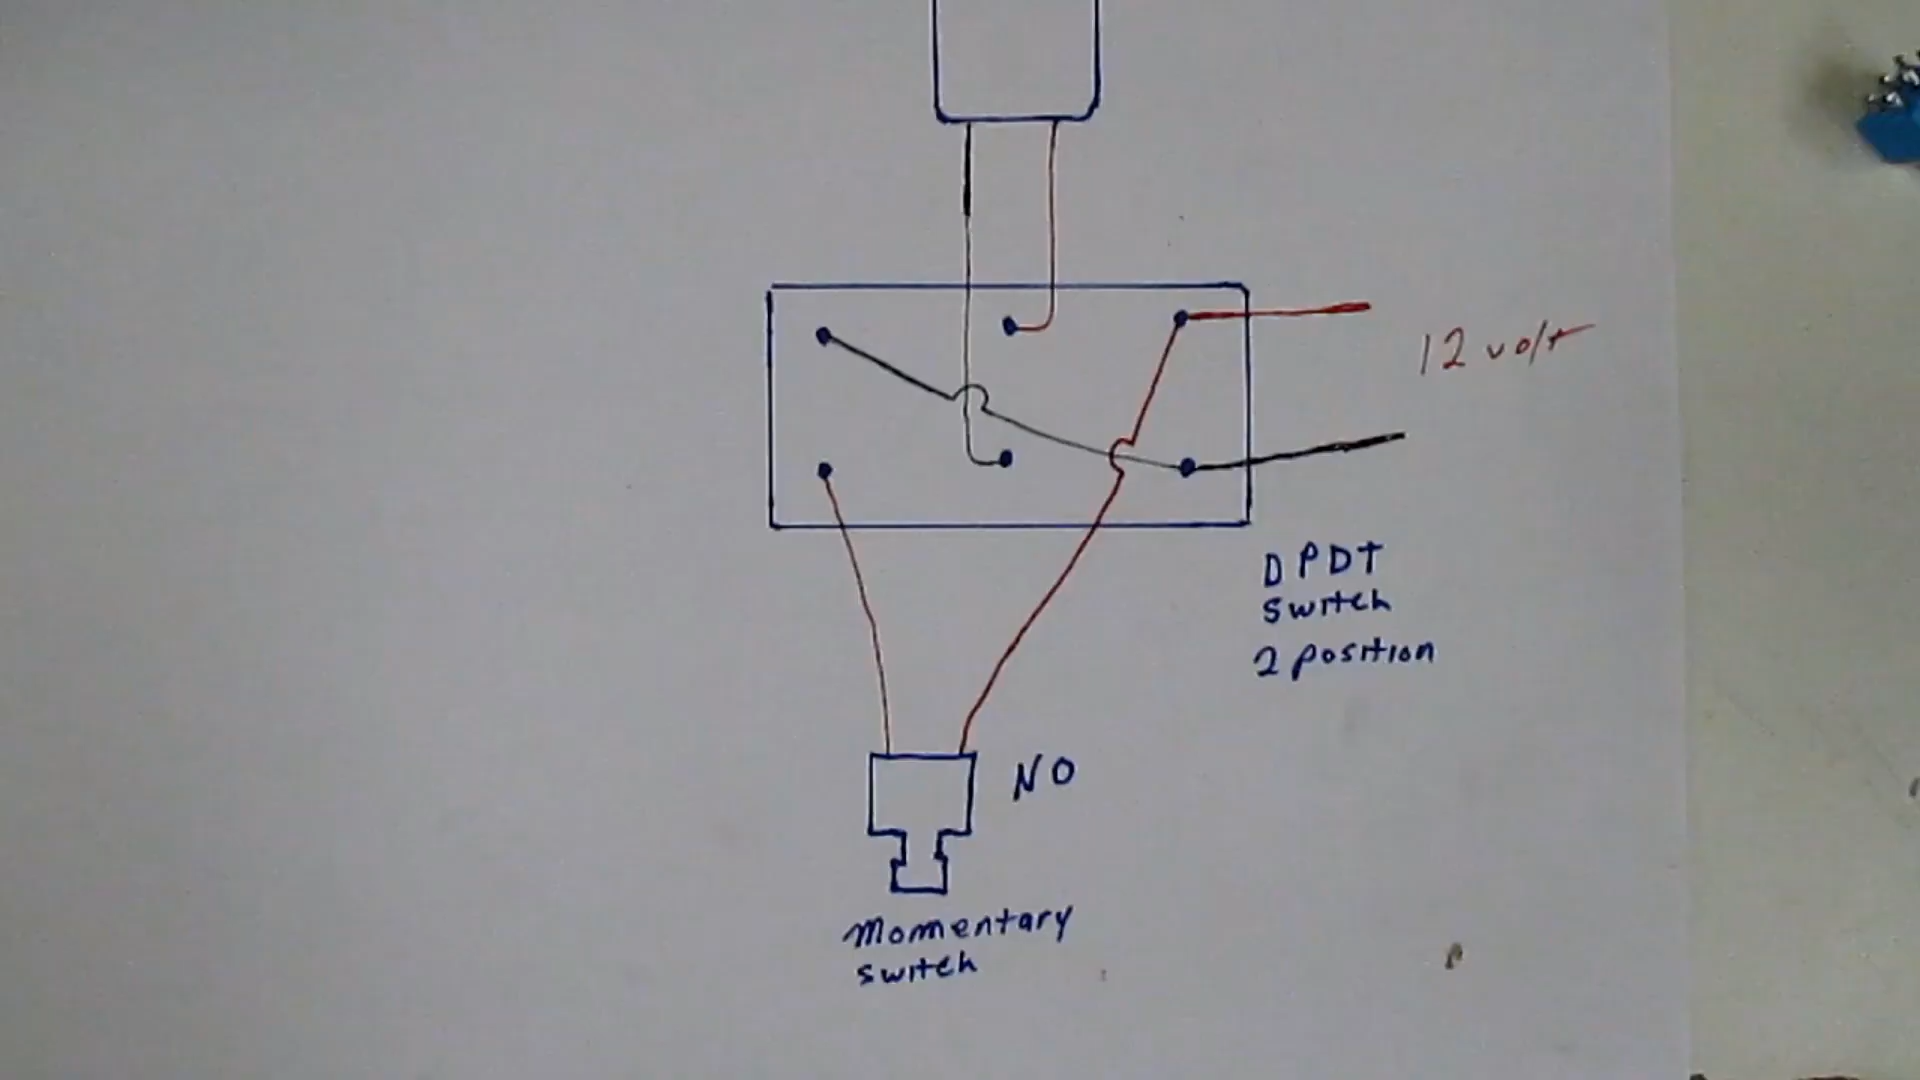 12 volt
DPDT
switch
2 position
NO
momentary
switch